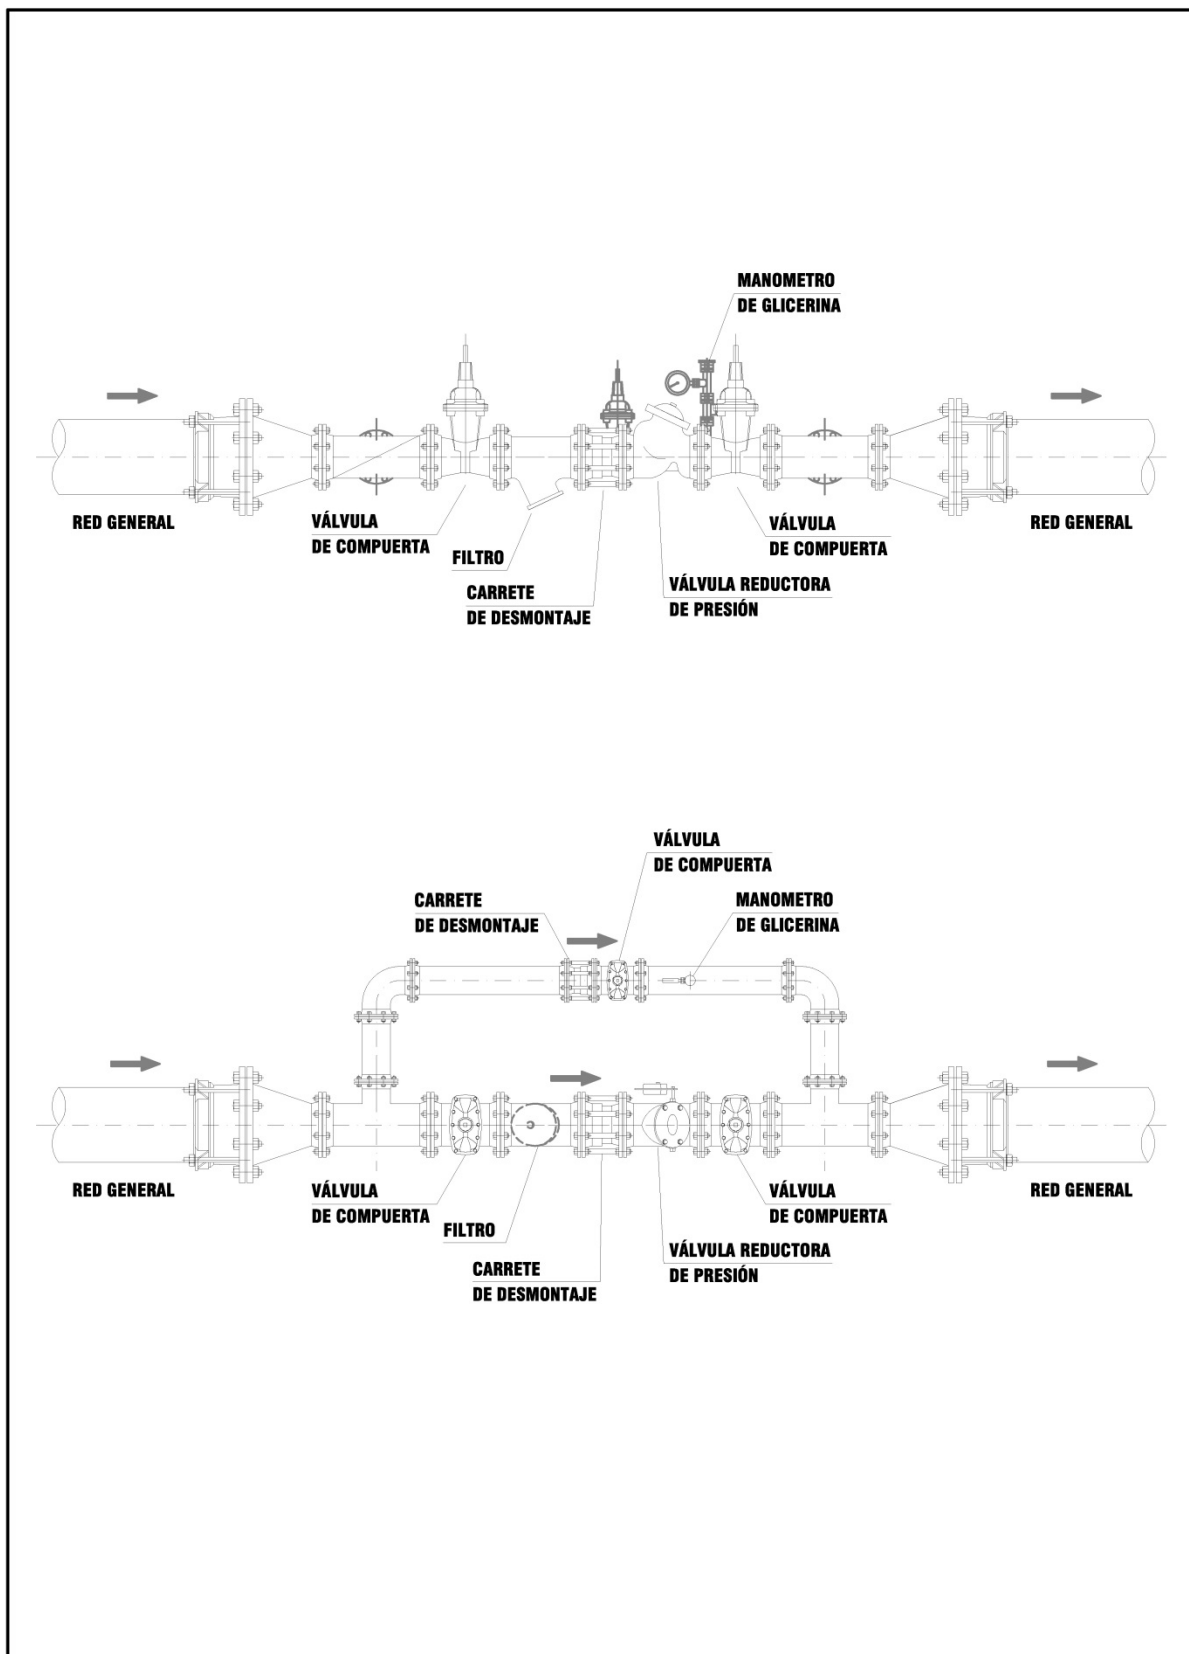 MANOMETRO
DE GLICERINA
RED GENERAL
VÁLVULA
DE COMPUERTA
FILTRO
CARRETE
DE DESMONTAJE
VÁLVULA REDUCTORA
DE PRESIÓN
VÁLVULA
DE COMPUERTA
RED GENERAL
VÁLVULA
DE COMPUERTA
CARRETE
DE DESMONTAJE
MANOMETRO
DE GLICERINA
RED GENERAL
VÁLVULA
DE COMPUERTA
FILTRO
CARRETE
DE DESMONTAJE
VÁLVULA REDUCTORA
DE PRESIÓN
VÁLVULA
DE COMPUERTA
RED GENERAL